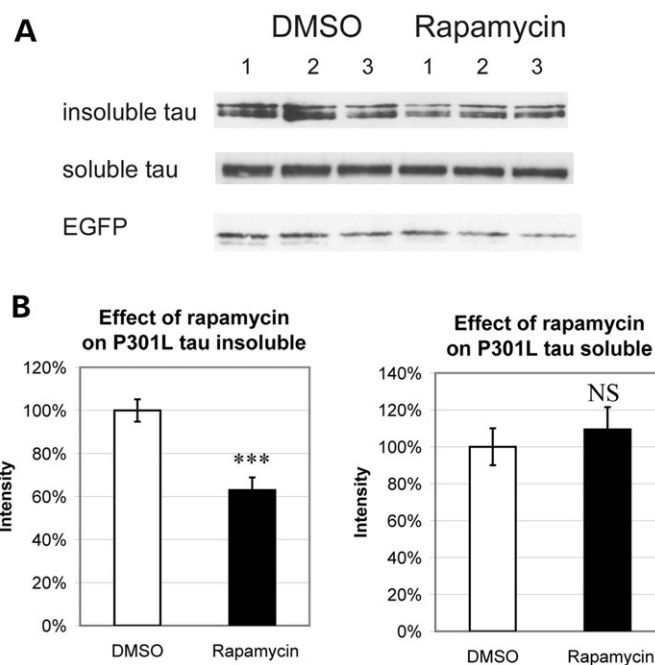 A
DMSO Rapamycin
1 2 3 1 2 3
insoluble tau
soluble tau
EGFP
B
Effect of rapamycin
on P301L tau insoluble
120%
100%
80%
60%
40%
20%
0%
Intensity
***
DMSO Rapamycin
Effect of rapamycin
on P301L tau soluble
140%
120%
100%
80%
60%
40%
20%
0%
Intensity
NS
DMSO Rapamycin